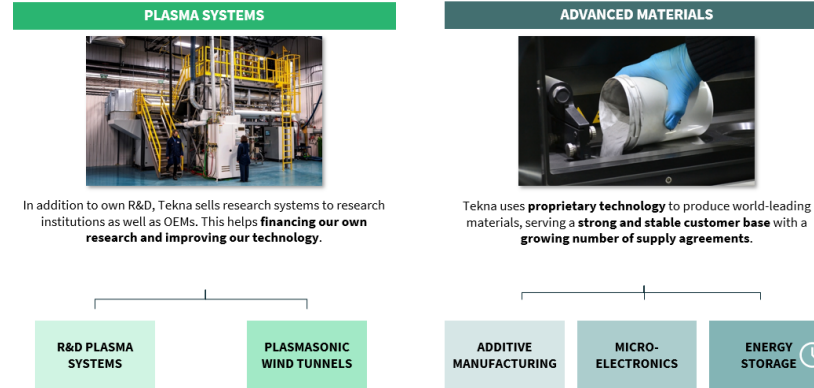 PLASMA SYSTEMS
In addition to own R&D, Tekna sells research systems to research
institutions as well as OEMs. This helps financing our own
research and improving our technology.
R&D PLASMA
SYSTEMS
PLASMASONIC
WIND TUNNELS
ADVANCED MATERIALS
Tekna uses proprietary technology to produce world-leading
materials, serving a strong and stable customer base with a
growing number of supply agreements.
ADDITIVE
MANUFACTURING
MICRO-
ELECTRONICS
ENERGY
STORAGE